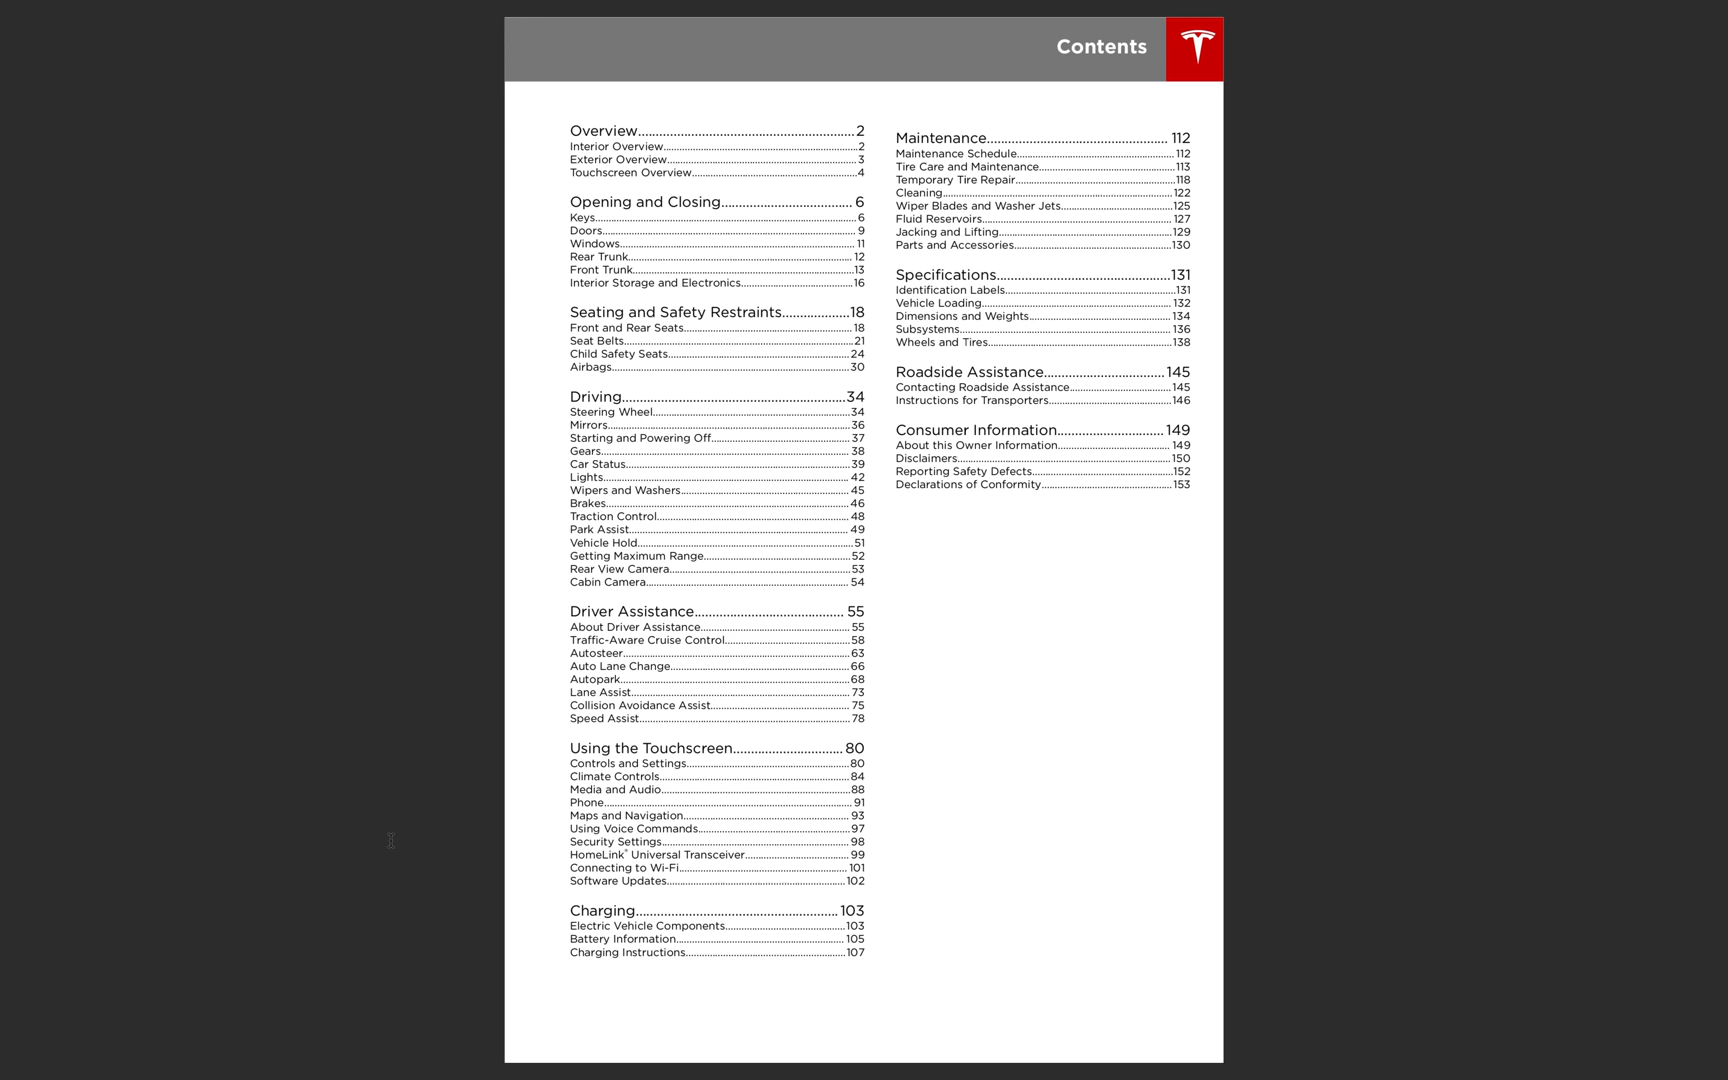 Contents
Overview........................................................... 2
Interior Overview...........................................................2
Exterior Overview........................................................... 3
Touchscreen Overview...........................................................4
Opening and Closing.................................... 6
Keys........................................................... 6
Doors........................................................... 9
Windows........................................................... 11
Rear Trunk........................................................... 12
Front Trunk...........................................................13
Interior Storage and Electronics....................................16
Seating and Safety Restraints...................18
Front and Rear Seats........................................................... 18
Seat Belts...........................................................21
Child Safety Seats........................................................... 24
Airbags........................................................... 30
Driving...........................................................34
Steering Wheel...........................................................34
Mirrors........................................................... 36
Starting and Powering Off.................................... 37
Gears........................................................... 38
Car Status........................................................... 39
Lights........................................................... 42
Wipers and Washers........................................................... 45
Brakes........................................................... 46
Traction Control........................................................... 48
Park Assist........................................................... 49
Vehicle Hold...........................................................51
Getting Maximum Range....................................52
Rear View Camera...........................................................53
Cabin Camera........................................................... 54
Driver Assistance.......................................... 55
About Driver Assistance.................................... 55
Traffic-Aware Cruise Control....................................58
Autosteer...........................................................63
Auto Lane Change...........................................................66
Autopark...........................................................68
Lane Assist........................................................... 73
Collision Avoidance Assist.................................... 75
Speed Assist........................................................... 78
Using the Touchscreen............................... 80
Controls and Settings...........................................................80
Climate Controls...........................................................84
Media and Audio...........................................................88
Phone........................................................... 91
Maps and Navigation........................................................... 93
Using Voice Commands.................................... 97
Security Settings........................................................... 98
HomeLink® Universal Transceiver.................................... 99
Connecting to Wi-Fi........................................................... 101
Software Updates...........................................................102
Charging......................................................... 103
Electric Vehicle Components....................................103
Battery Information........................................................... 105
Charging Instructions...........................................................107
Maintenance................................................... 112
Maintenance Schedule........................................................... 112
Tire Care and Maintenance....................................113
Temporary Tire Repair...........................................................118
Cleaning........................................................... 122
Wiper Blades and Washer Jets....................................125
Fluid Reservoirs........................................................... 127
Jacking and Lifting...........................................................129
Parts and Accessories...........................................................130
Specifications.................................................131
Identification Labels...........................................................131
Vehicle Loading........................................................... 132
Dimensions and Weights.................................... 134
Subsystems........................................................... 136
Wheels and Tires...........................................................138
Roadside Assistance..................................145
Contacting Roadside Assistance....................................145
Instructions for Transporters....................................146
Consumer Information.............................. 149
About this Owner Information.................................... 149
Disclaimers........................................................... 150
Reporting Safety Defects....................................152
Declarations of Conformity.................................... 153